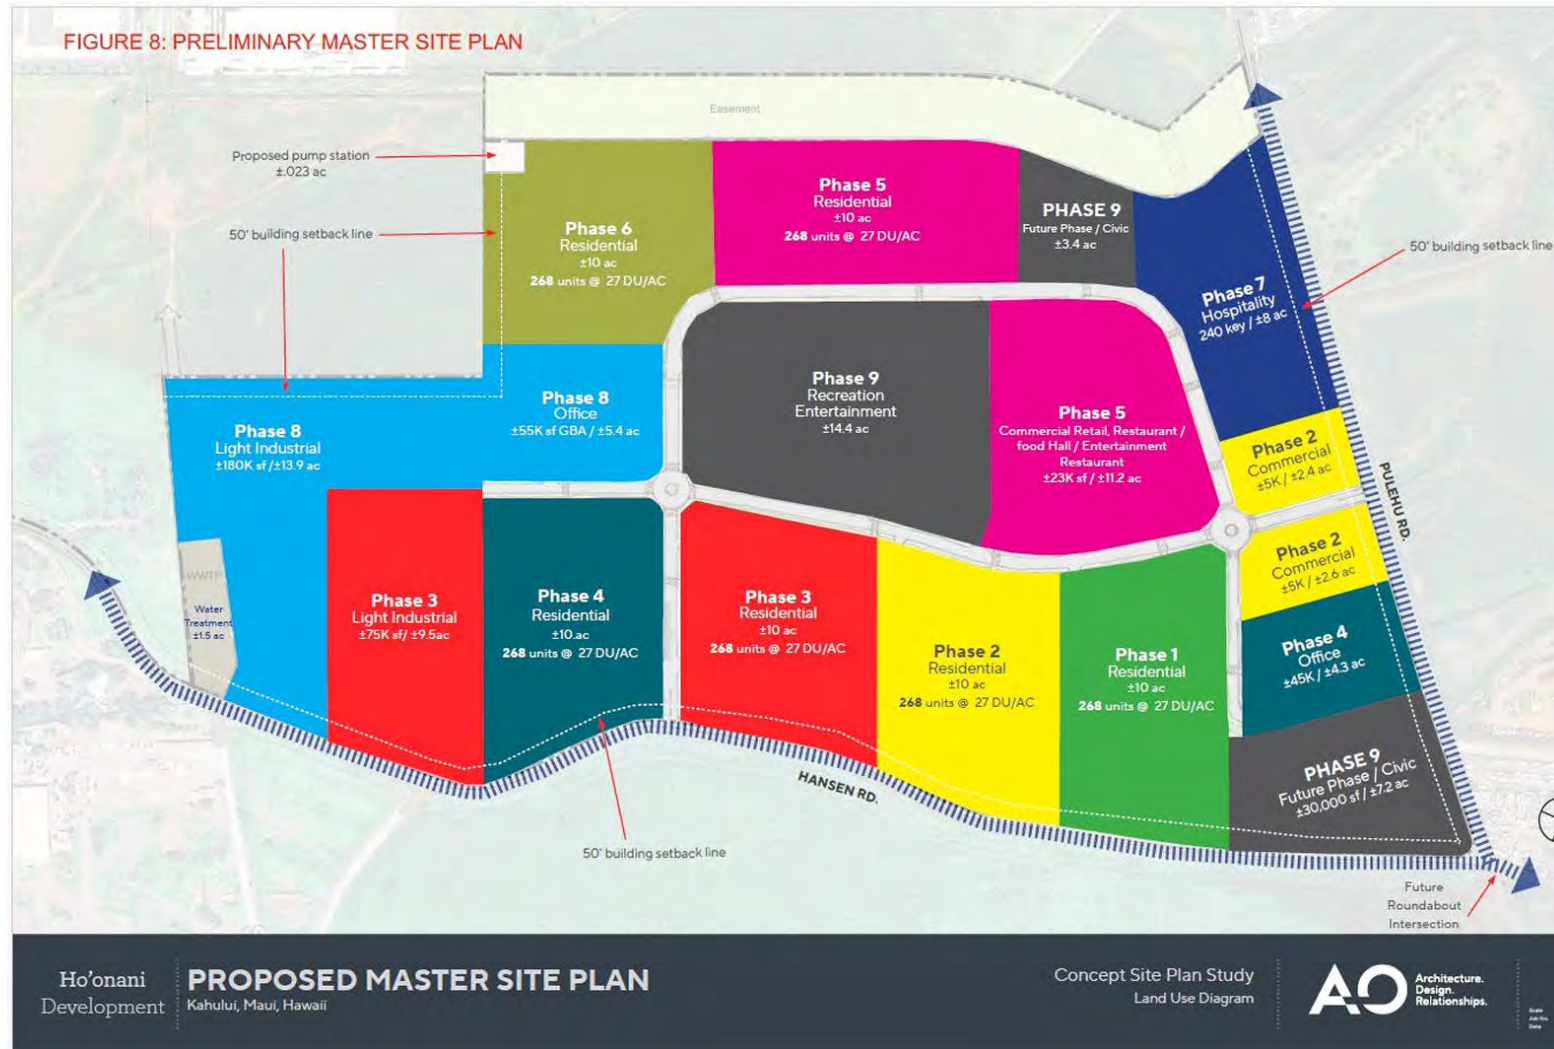 FIGURE 8: PRELIMINARY MASTER SITE PLAN
Easement
Proposed pump station
±.023 ac
50' building setback line
Phase 6
Residential
±10 ac
268 units @ 27 DU/AC
Phase 5
Residential
±10 ac
268 units @ 27 DU/AC
PHASE 9
Future Phase / Civic
±3.4 ac
Phase 7
Hospitality
240 key / ±8 ac
50' building setback line
Phase 8
Light Industrial
±180K sf /±13.9 ac
Phase 8
Office
±55K sf GBA / ±5.4 ac
Phase 9
Recreation
Entertainment
±14.4 ac
Phase 5
Commercial Retail, Restaurant /
food Hall / Entertainment
Restaurant
±23K sf / ±11.2 ac
Phase 2
Commercial
±5K / ±2.4 ac
PULEHU RD.
Phase 2
Commercial
±5K / ±2.6 ac
WWTP
Water
Treatment
±1.5 ac
Phase 3
Light Industrial
±75K sf/ ±9.5ac
Phase 4
Residential
±10.ac
268 units @ 27 DU/AC
Phase 3
Residential
±10 ac
268 units @ 27 DU/AC
Phase 2
Residential
±10 ac
268 units @ 27 DU/AC
Phase 1
Residential
±10 ac
268 units @ 27 DU/AC
Phase 4
Office
±45K / ±4.3 ac
PHASE 9
Future Phase / Civic
±30,000 sf / ±7.2 ac
HANSEN RD.
50' building setback line
Future
Roundabout
Intersection
Ho'onani
Development
PROPOSED MASTER SITE PLAN
Kahului, Maui, Hawaii
Concept Site Plan Study
Land Use Diagram
AO
Architecture.
Design.
Relationships.
Scale
Job No.
Date